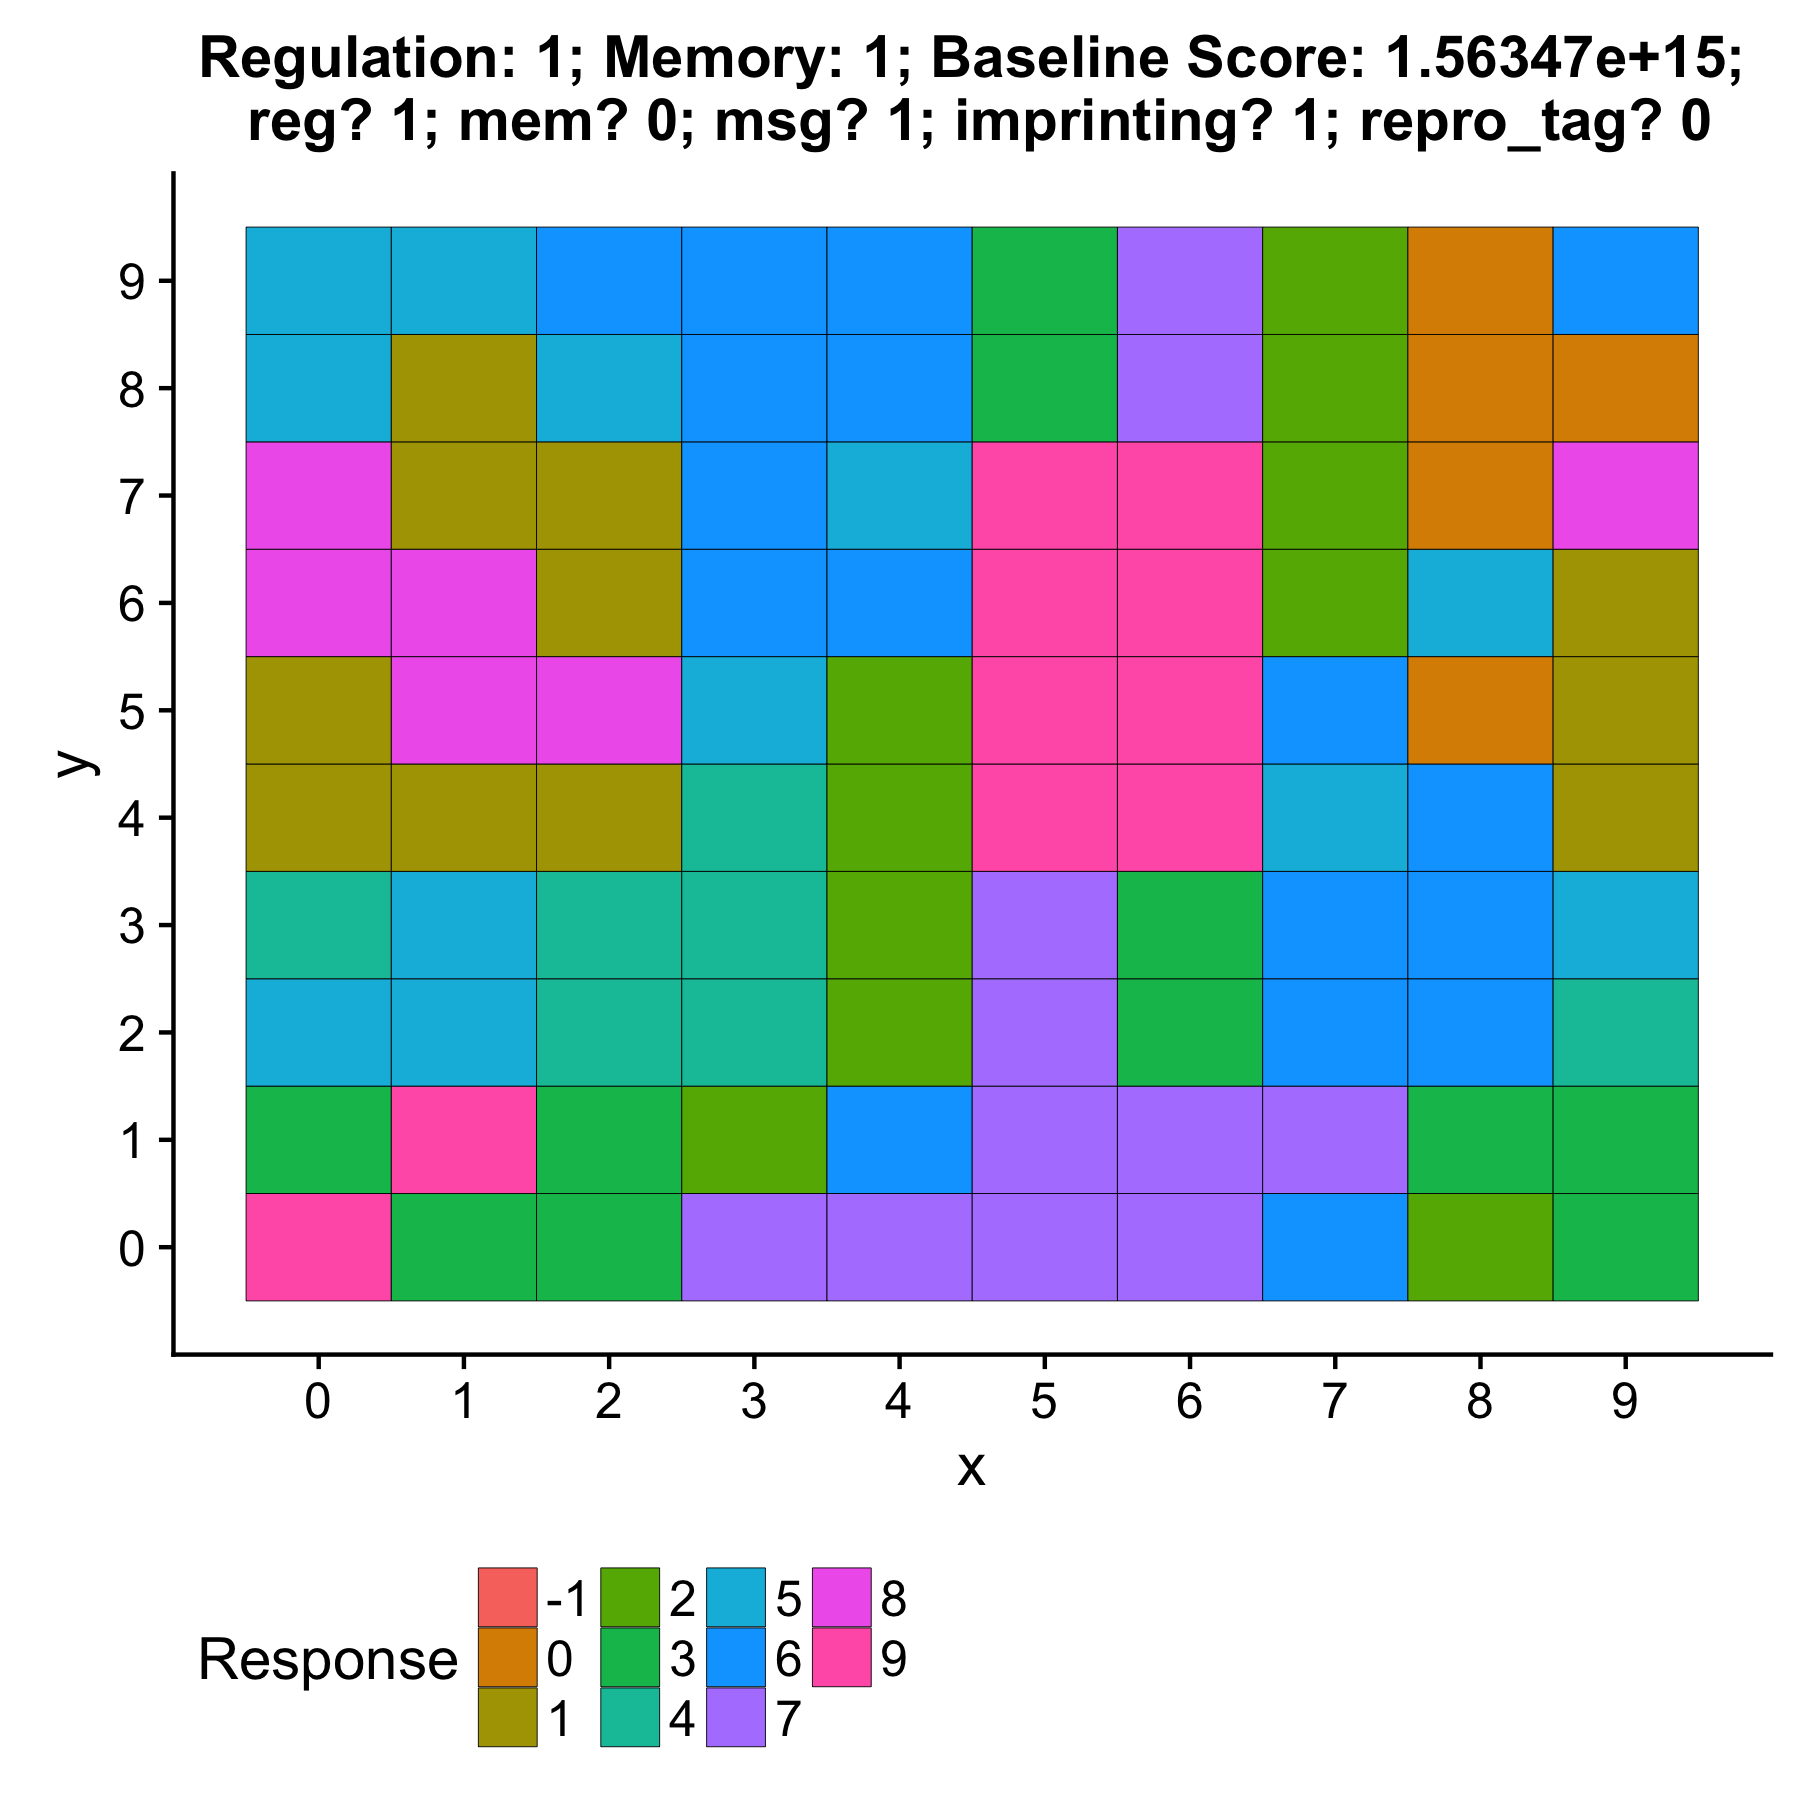 Regulation: 1; Memory: 1; Baseline Score: 1.56347e+15;
reg? 1; mem? 0; msg? 1; imprinting? 1; repro_tag? 0
9
8
7
6
5
4
3
2
1
0
y
0 1 2 3 4 5 6 7 8 9
x
Response
-1 2 5 8
0 3 6 9
1 4 7